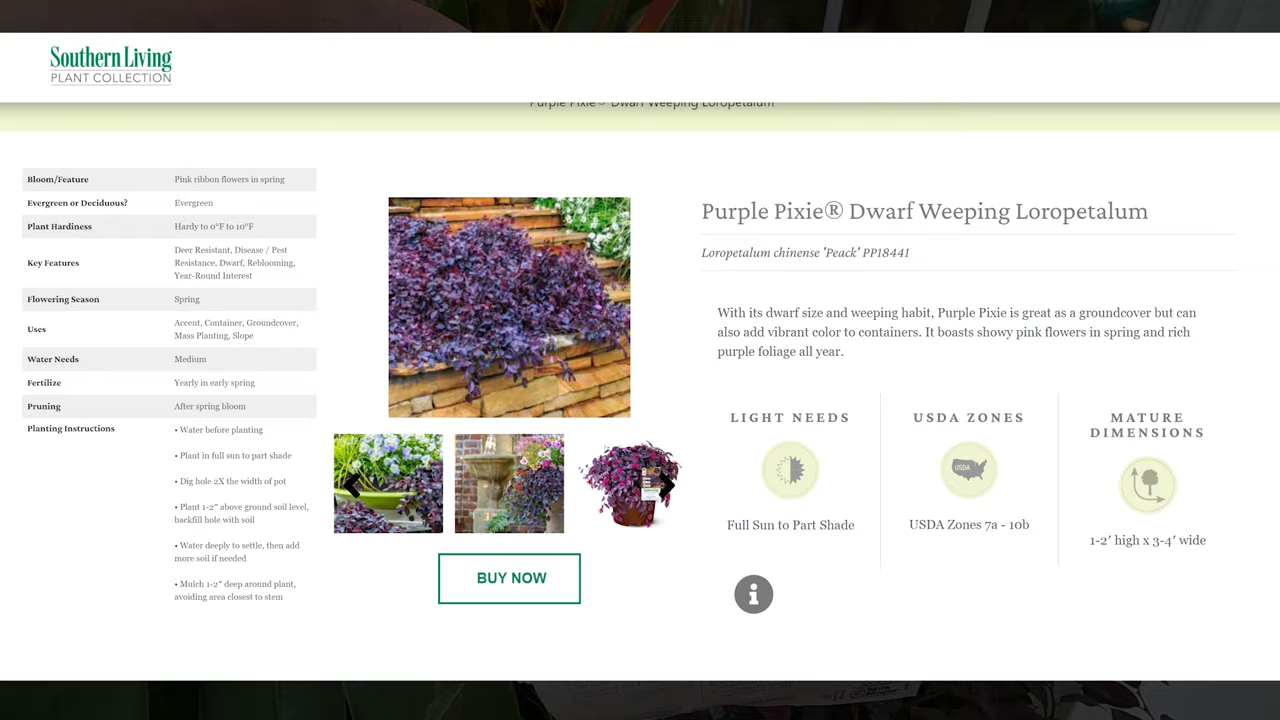 Southern Living
PLANT COLLECTION
Purple Pixie® Dwarf Weeping Loropetalum
Bloom/Feature Pink ribbon flowers in spring
Evergreen or Deciduous? Evergreen
Plant Hardiness Hardy to 0°F to 10°F
Key Features Deer Resistant, Disease / Pest
Resistance, Dwarf, Reblooming,
Year-Round Interest
Flowering Season Spring
Uses Accent, Container, Groundcover,
Mass Planting, Slope
Water Needs Medium
Fertilize Yearly in early spring
Pruning After spring bloom
Planting Instructions • Water before planting
• Plant in full sun to part shade
• Dig hole 2X the width of pot
• Plant 1-2" above ground soil level,
backfill hole with soil
• Water deeply to settle, then add
more soil if needed
• Mulch 1-2" deep around plant,
avoiding area closest to stem
BUY NOW
Purple Pixie® Dwarf Weeping Loropetalum
Loropetalum chinense 'Peack' PP18441
With its dwarf size and weeping habit, Purple Pixie is great as a groundcover but can
also add vibrant color to containers. It boasts showy pink flowers in spring and rich
purple foliage all year.
LIGHT NEEDS
Full Sun to Part Shade
USDA ZONES
USDA
USDA Zones 7a - 10b
MATURE
DIMENSIONS
1-2′ high x 3-4′ wide
i